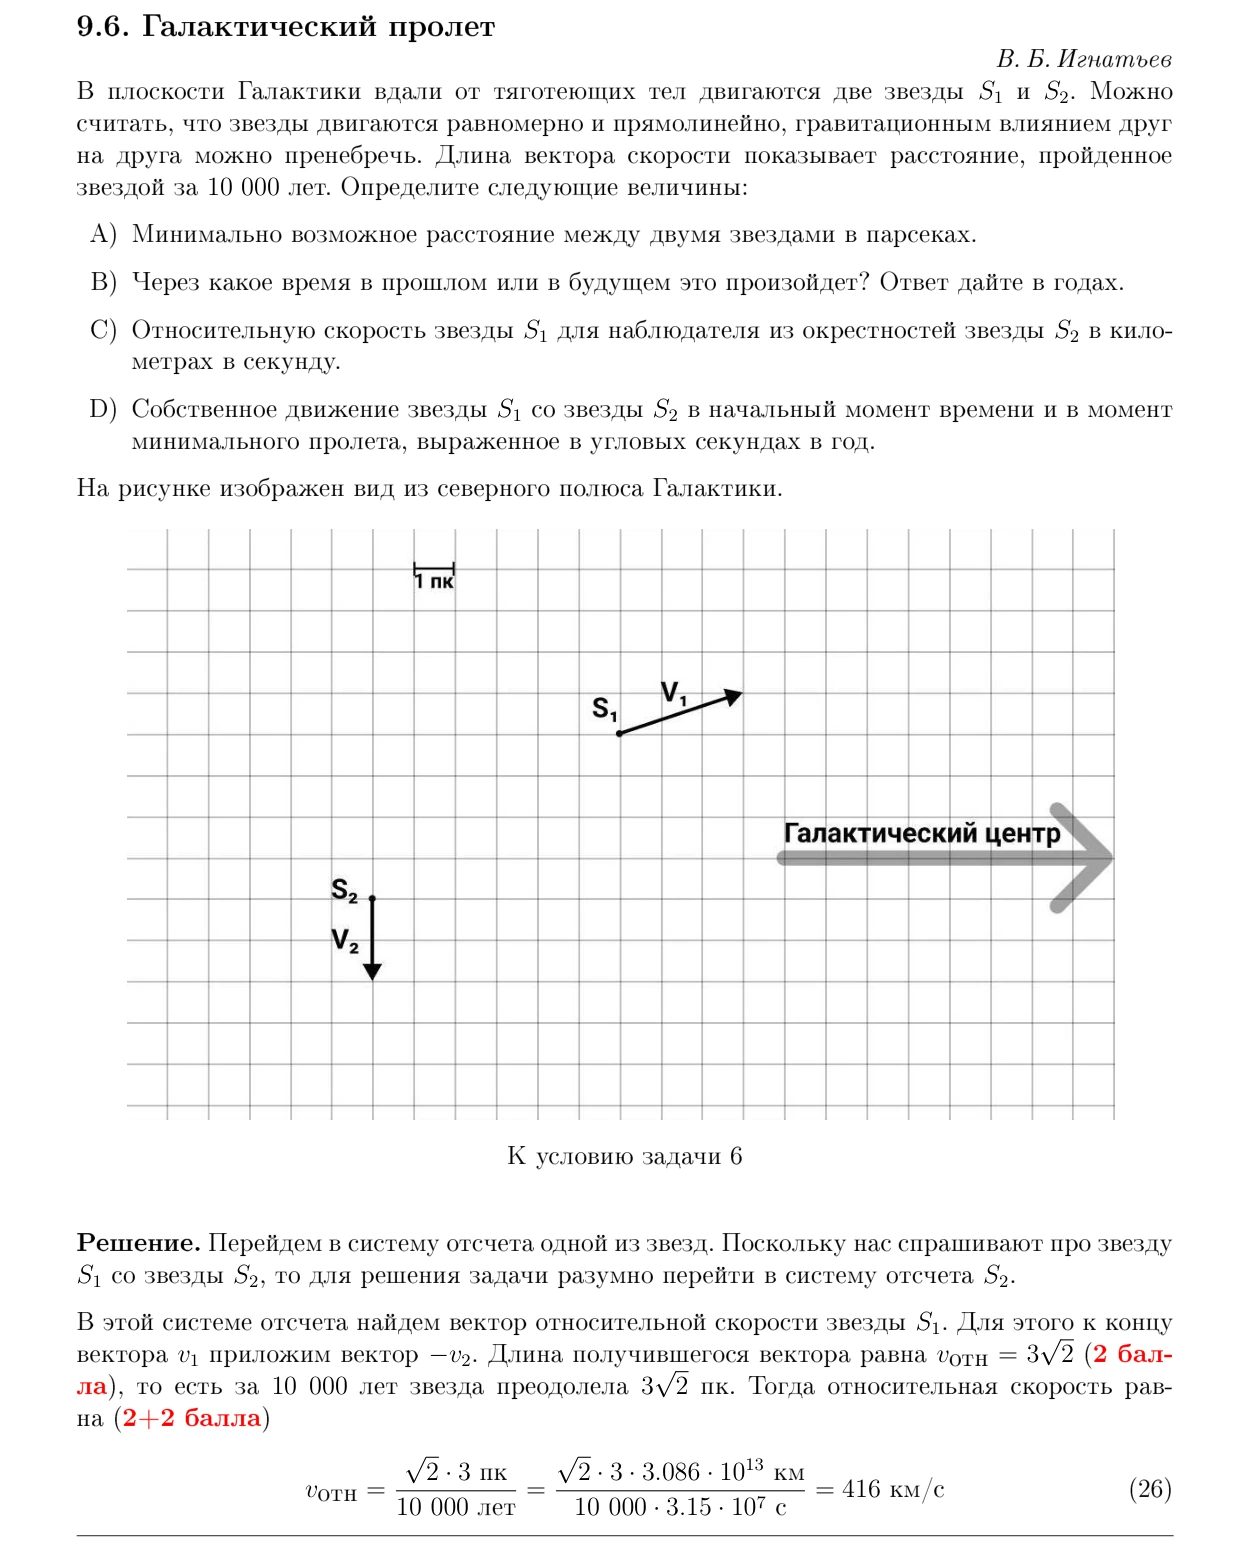 9.6. Галактический пролет
В. Б. Игнатьев
В плоскости Галактики вдали от тяготеющих тел двигаются две звезды S₁ и S₂. Можно
считать, что звезды двигаются равномерно и прямолинейно, гравитационным влиянием друг
на друга можно пренебречь. Длина вектора скорости показывает расстояние, пройденное
звездой за 10 000 лет. Определите следующие величины:
A) Минимально возможное расстояние между двумя звездами в парсеках.
B) Через какое время в прошлом или в будущем это произойдет? Ответ дайте в годах.
C) Относительную скорость звезды S₁ для наблюдателя из окрестностей звезды S₂ в кило-
метрах в секунду.
D) Собственное движение звезды S₁ со звезды S₂ в начальный момент времени и в момент
минимального пролета, выраженное в угловых секундах в год.
На рисунке изображен вид из северного полюса Галактики.
1 пк
V₁
S₁
Галактический центр
S₂
V₂
К условию задачи 6
Решение. Перейдем в систему отсчета одной из звезд. Поскольку нас спрашивают про звезду
S₁ со звезды S₂, то для решения задачи разумно перейти в систему отсчета S₂.
В этой системе отсчета найдем вектор относительной скорости звезды S₁. Для этого к концу
вектора v₁ приложим вектор −v₂. Длина получившегося вектора равна vотн = 3√2 (2 бал-
ла), то есть за 10 000 лет звезда преодолела 3√2 пк. Тогда относительная скорость рав-
на (2+2 балла)
vотн = √2 · 3 пк / 10 000 лет = √2 · 3 · 3.086 · 10¹³ км / 10 000 · 3.15 · 10⁷ с = 416 км/с (26)